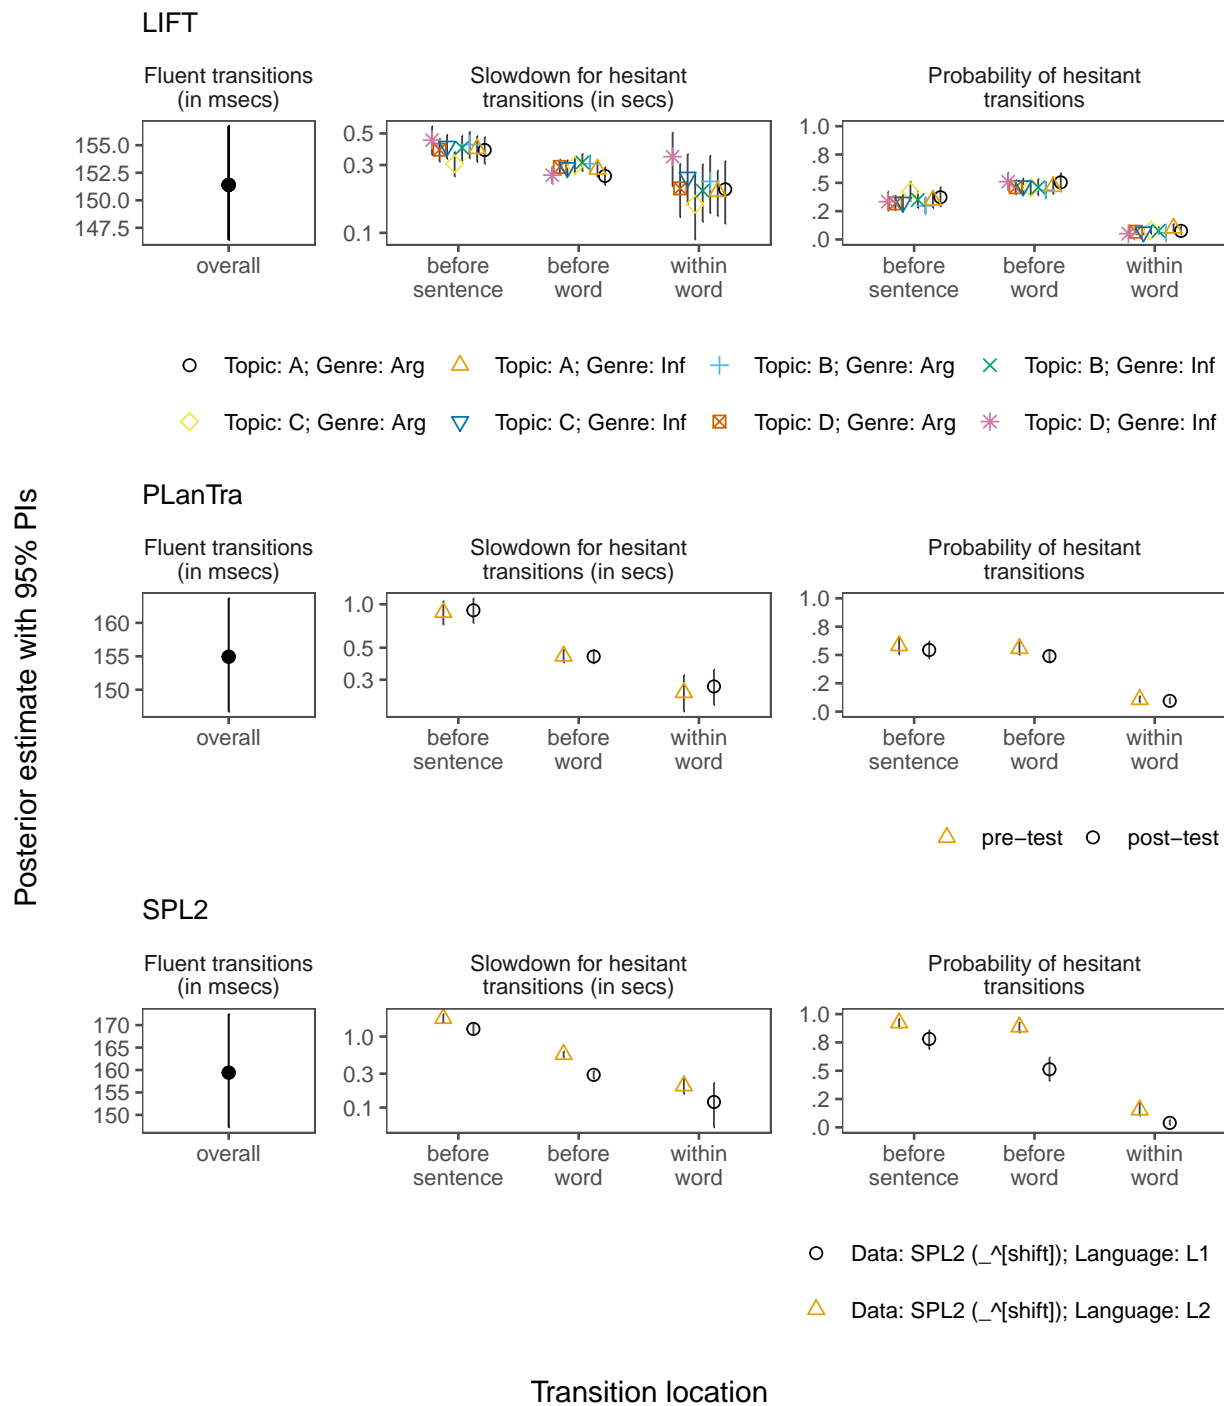 LIFT
Fluent transitions
(in msecs)
Slowdown for hesitant
transitions (in secs)
Probability of hesitant
transitions
155.0
152.5
150.0
147.5
0.5
0.3
0.1
1.0
.8
.5
.2
.0
overall
before
sentence
before
word
within
word
before
sentence
before
word
within
word
Topic: A; Genre: Arg
Topic: A; Genre: Inf
Topic: B; Genre: Arg
Topic: B; Genre: Inf
Topic: C; Genre: Arg
Topic: C; Genre: Inf
Topic: D; Genre: Arg
Topic: D; Genre: Inf
Posterior estimate with 95% PIs
PLanTra
Fluent transitions
(in msecs)
Slowdown for hesitant
transitions (in secs)
Probability of hesitant
transitions
160
155
150
1.0
0.5
0.3
1.0
.8
.5
.2
.0
overall
before
sentence
before
word
within
word
before
sentence
before
word
within
word
pre−test
post−test
SPL2
Fluent transitions
(in msecs)
Slowdown for hesitant
transitions (in secs)
Probability of hesitant
transitions
170
165
160
155
150
1.0
0.3
0.1
1.0
.8
.5
.2
.0
overall
before
sentence
before
word
within
word
before
sentence
before
word
within
word
Data: SPL2 (_^[shift]); Language: L1
Data: SPL2 (_^[shift]); Language: L2
Transition location